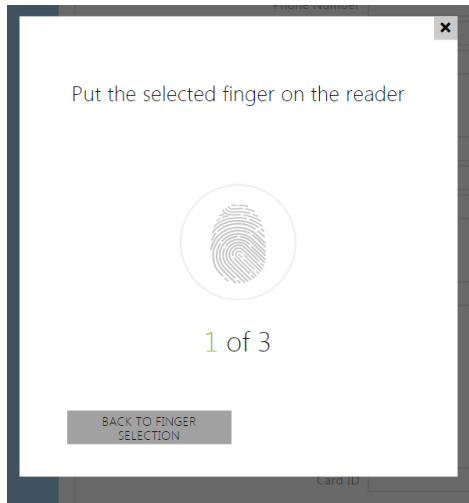 Phone Number
Put the selected finger on the reader
1 of 3
BACK TO FINGER
SELECTION
Card ID